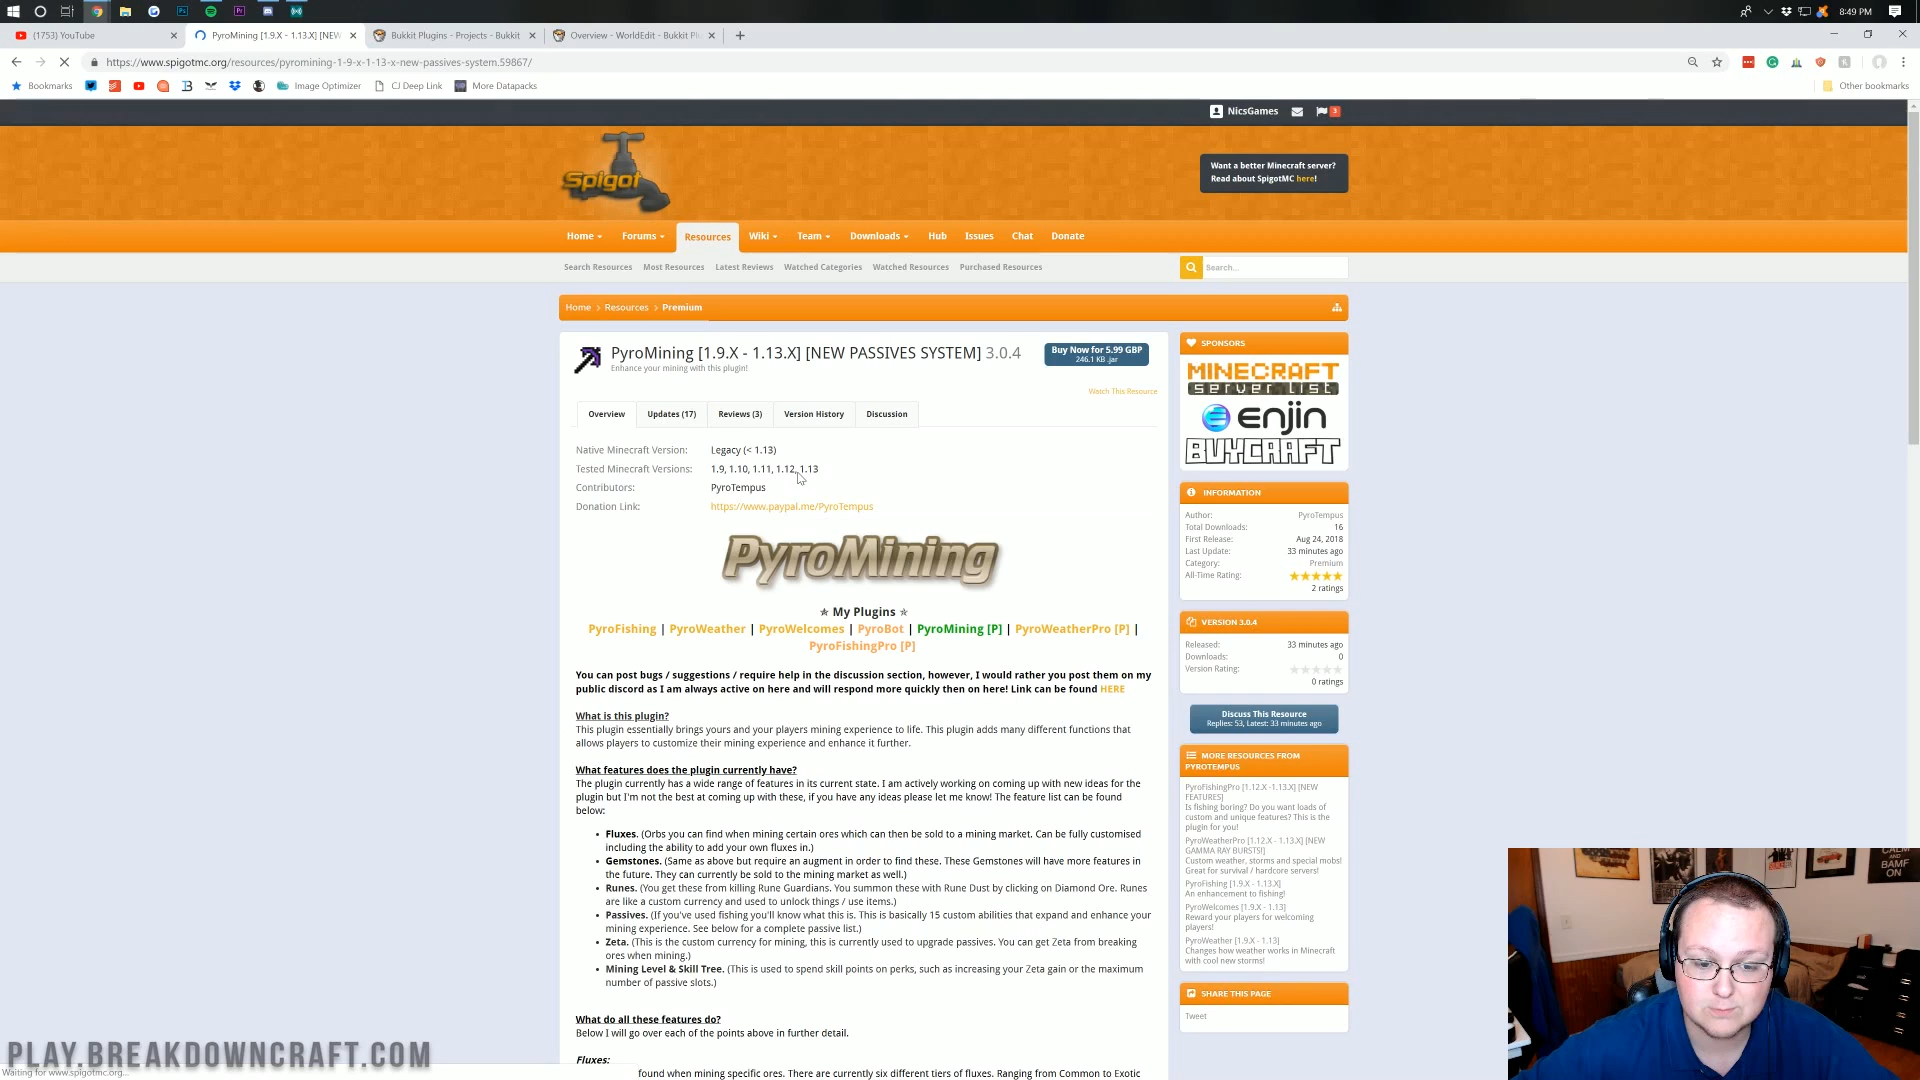 8:49 PM
(1753) YouTube
PyroMining [1.9.X - 1.13.X] [NEW
Bukkit Plugins - Projects - Bukkit
Overview - WorldEdit - Bukkit Plu
https://www.spigotmc.org/resources/pyromining-1-9-x-1-13-x-new-passives-system.59867/
Bookmarks
Image Optimizer
CJ Deep Link
More Datapacks
Other bookmarks
NicsGames
3
Spigot
Want a better Minecraft server?
Read about SpigotMC here!
Home
Forums
Resources
Wiki
Team
Downloads
Hub
Issues
Chat
Donate
Search Resources
Most Resources
Latest Reviews
Watched Categories
Watched Resources
Purchased Resources
Search...
Home > Resources > Premium
PyroMining [1.9.X - 1.13.X] [NEW PASSIVES SYSTEM] 3.0.4
Enhance your mining with this plugin!
Buy Now for 5.99 GBP
246.1 KB .jar
Watch This Resource
Overview
Updates (17)
Reviews (3)
Version History
Discussion
Native Minecraft Version: Legacy (< 1.13)
Tested Minecraft Versions: 1.9, 1.10, 1.11, 1.12, 1.13
Contributors: PyroTempus
Donation Link: https://www.paypal.me/PyroTempus
PyroMining
✯ My Plugins ✯
PyroFishing | PyroWeather | PyroWelcomes | PyroBot | PyroMining [P] | PyroWeatherPro [P] |
PyroFishingPro [P]
You can post bugs / suggestions / require help in the discussion section, however, I would rather you post them on my
public discord as I am always active on here and will respond more quickly then on here! Link can be found HERE
What is this plugin?
This plugin essentially brings yours and your players mining experience to life. This plugin adds many different functions that
allows players to customize their mining experience and enhance it further.
What features does the plugin currently have?
The plugin currently has a wide range of features in its current state. I am actively working on coming up with new ideas for the
plugin but I'm not the best at coming up with these, if you have any ideas please let me know! The feature list can be found
below:
• Fluxes. (Orbs you can find when mining certain ores which can then be sold to a mining market. Can be fully customised
including the ability to add your own fluxes in.)
• Gemstones. (Same as above but require an augment in order to find these. These Gemstones will have more features in
the future. They can currently be sold to the mining market as well.)
• Runes. (You get these from killing Rune Guardians. You summon these with Rune Dust by clicking on Diamond Ore. Runes
are like a custom currency and used to unlock things / use items.)
• Passives. (If you've used fishing you'll know what this is. This is basically 15 custom abilities that expand and enhance your
mining experience. See below for a complete passive list.)
• Zeta. (This is the custom currency for mining, this is currently used to upgrade passives. You can get Zeta from breaking
ores when mining.)
• Mining Level & Skill Tree. (This is used to spend skill points on perks, such as increasing your Zeta gain or the maximum
number of passive slots.)
What do all these features do?
Below I will go over each of the points above in further detail.
Fluxes:
found when mining specific ores. There are currently six different tiers of fluxes. Ranging from Common to Exotic
SPONSORS
MINECRAFT
server list
enjin
BUYCRAFT
INFORMATION
Author: PyroTempus
Total Downloads: 16
First Release: Aug 24, 2018
Last Update: 33 minutes ago
Category: Premium
All-Time Rating: ★★★★★
2 ratings
VERSION 3.0.4
Released: 33 minutes ago
Downloads: 0
Version Rating:
0 ratings
Discuss This Resource
Replies: 53, Latest: 33 minutes ago
MORE RESOURCES FROM
PYROTEMPUS
PyroFishingPro [1.12.X -1.13.X] [NEW
FEATURES]
Is fishing boring? Do you want loads of
custom and unique features? This is the
plugin for you!
PyroWeatherPro [1.12.X - 1.13.X] [NEW
GAMMA RAY BURSTS!]
Custom weather, storms and special mobs!
Great for survival / hardcore servers!
PyroFishing [1.9.X - 1.13.X]
An enhancement to fishing!
PyroWelcomes [1.9.X - 1.13]
Reward your players for welcoming
players!
PyroWeather [1.9.X - 1.13]
Changes how weather works in Minecraft
with cool new storms!
SHARE THIS PAGE
Tweet
CALM
AND
BAMF
ON
PLAY.BREAKDOWNCRAFT.COM
Waiting for www.spigotmc.org...